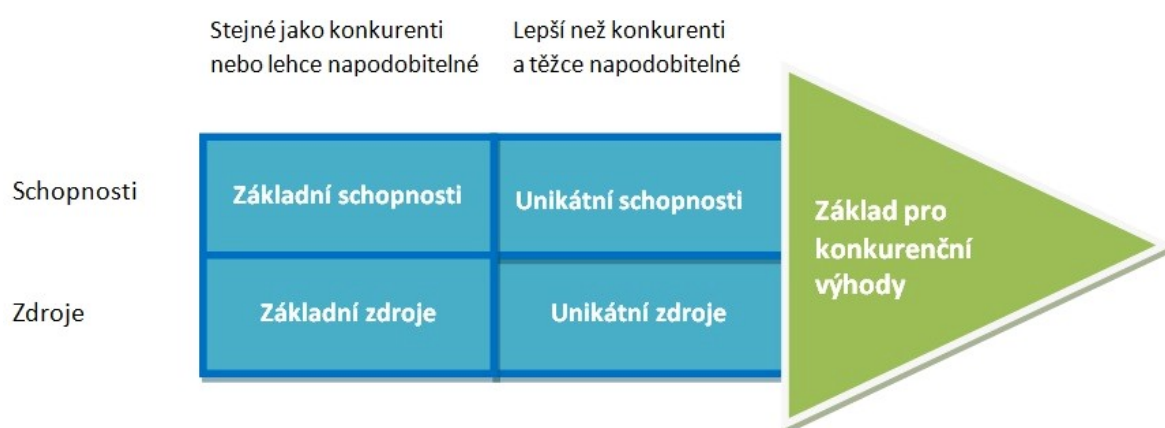 Stejné jako konkurenti
nebo lehce napodobitelné
Lepší než konkurenti
a těžce napodobitelné
Schopnosti
Základní schopnosti
Unikátní schopnosti
Zdroje
Základní zdroje
Unikátní zdroje
Základ pro
konkurenční
výhody